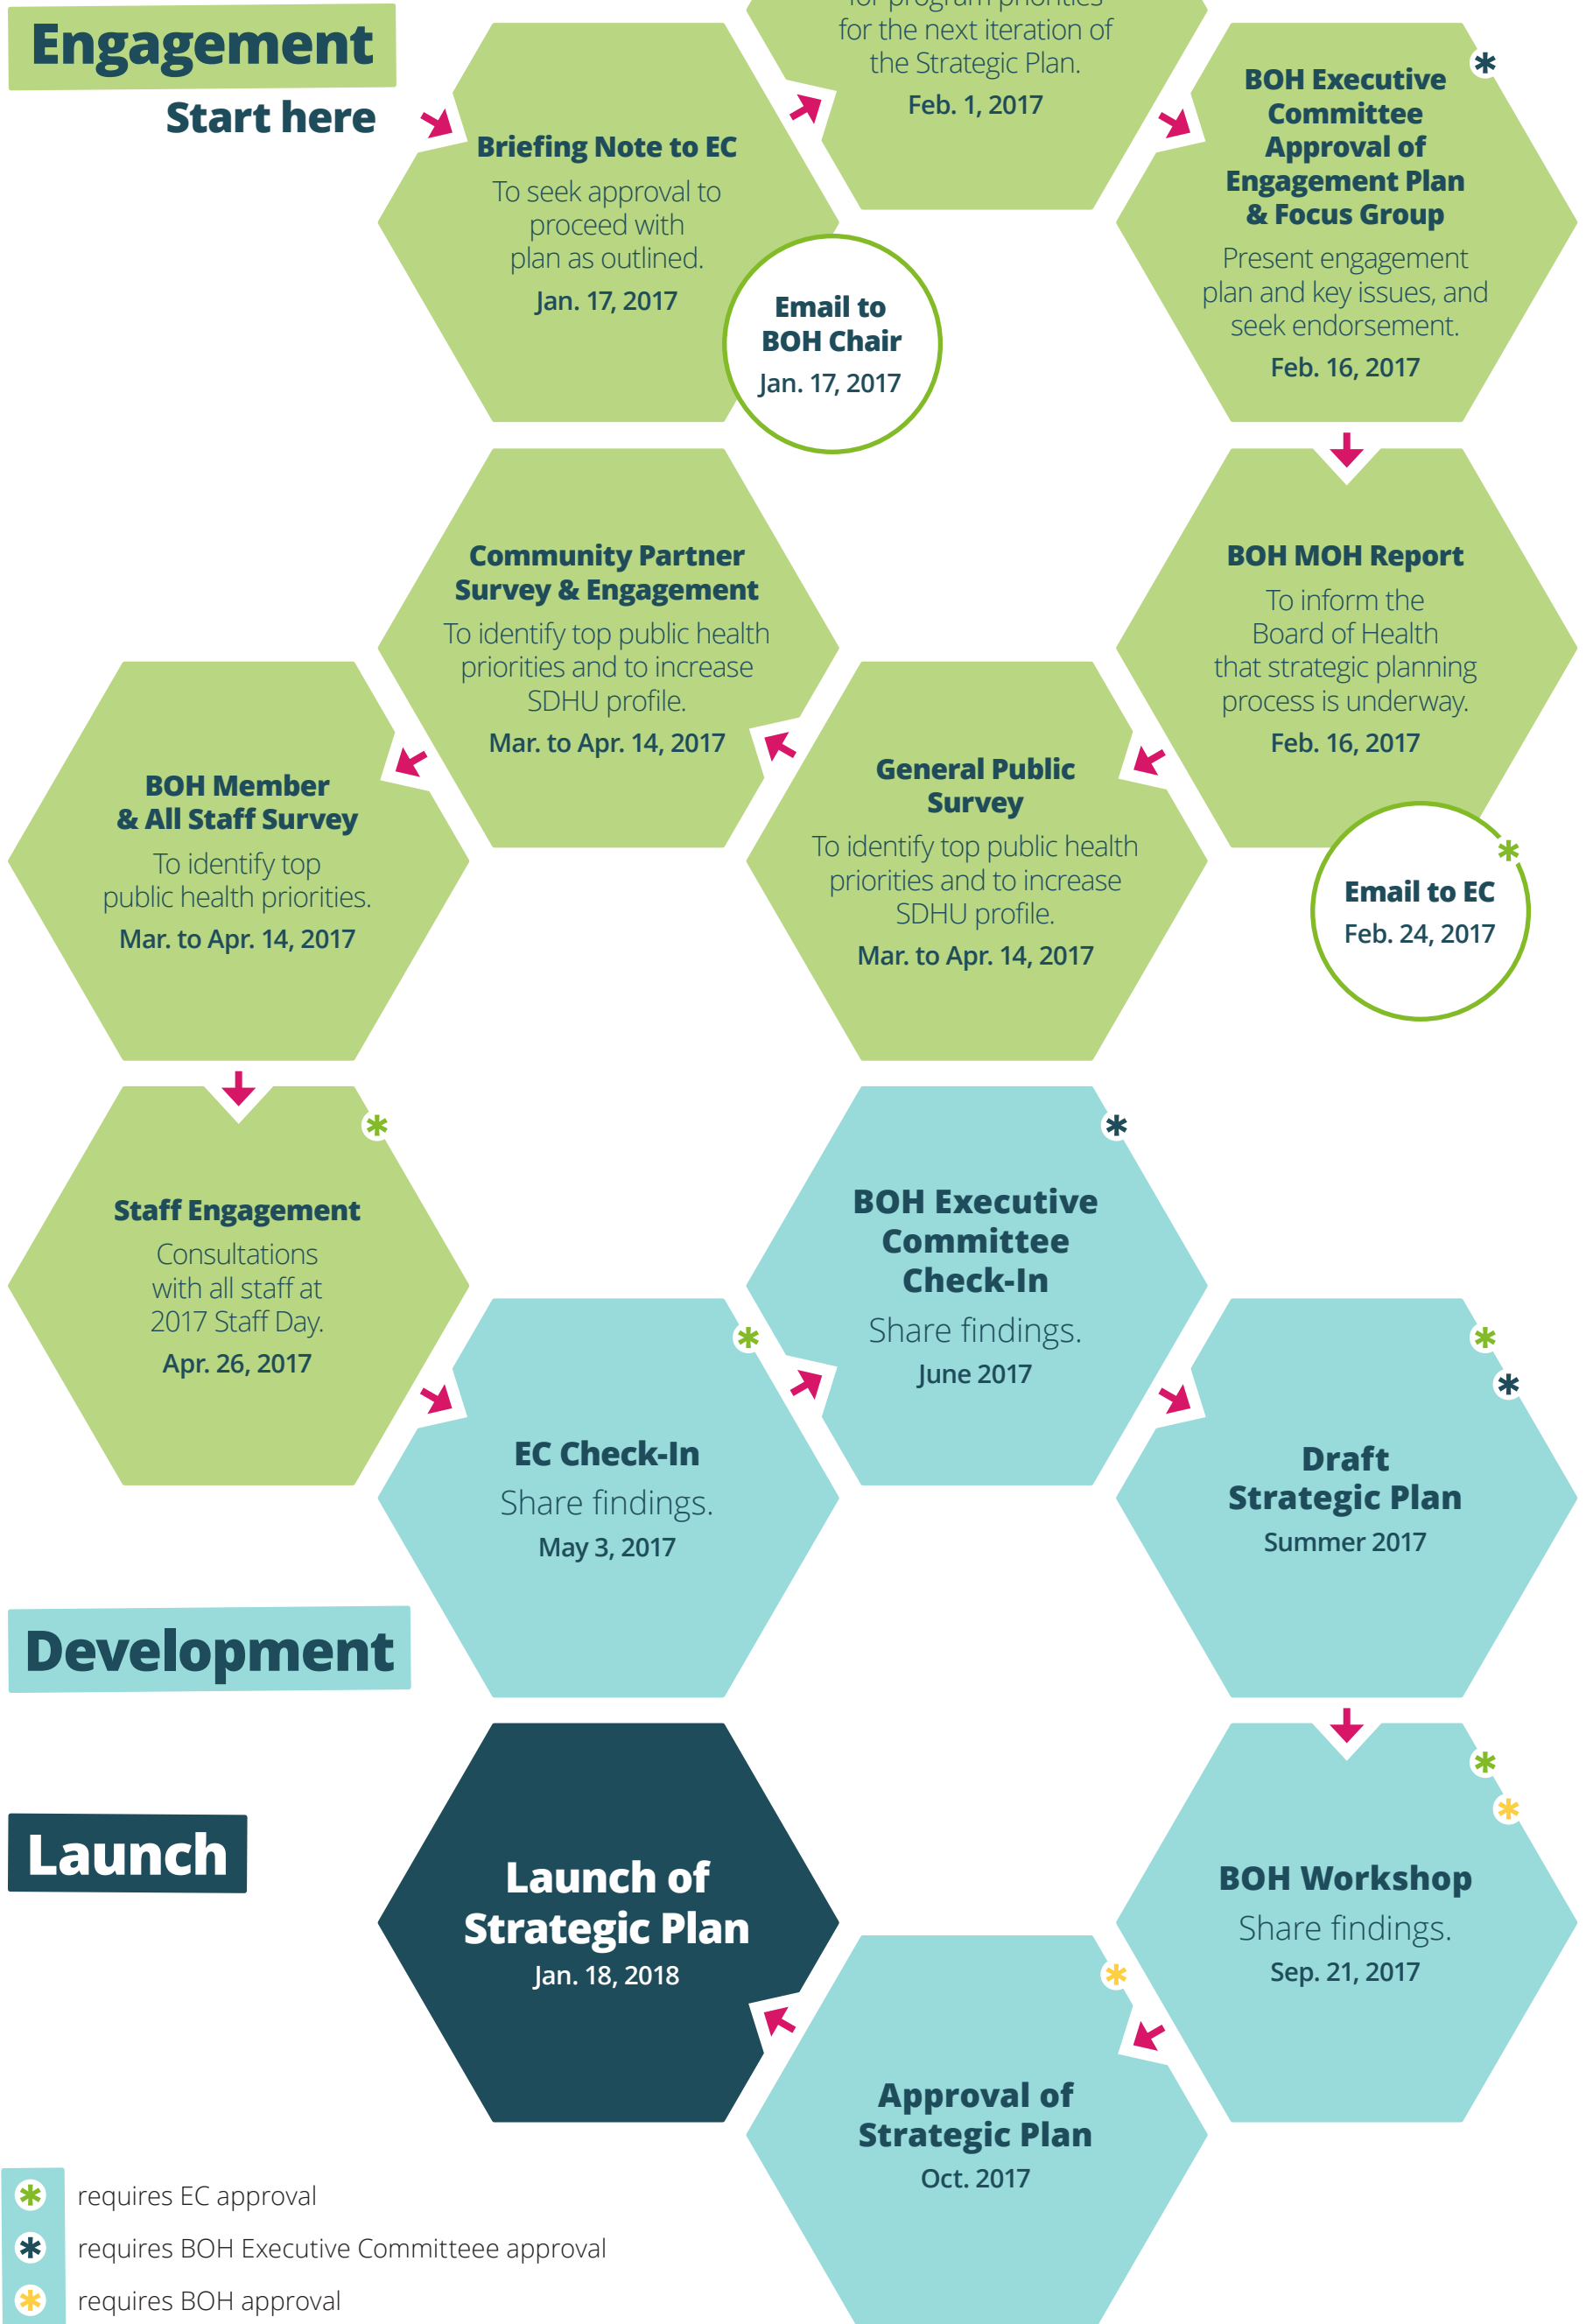 Engagement
Start here
Briefing Note to EC
To seek approval to
proceed with
plan as outlined.
Jan. 17, 2017
Email to
BOH Chair
Jan. 17, 2017
for program priorities
for the next iteration of
the Strategic Plan.
Feb. 1, 2017
BOH Executive
Committee
Approval of
Engagement Plan
& Focus Group
Present engagement
plan and key issues, and
seek endorsement.
Feb. 16, 2017
BOH MOH Report
To inform the
Board of Health
that strategic planning
process is underway.
Feb. 16, 2017
Email to EC
Feb. 24, 2017
General Public
Survey
To identify top public health
priorities and to increase
SDHU profile.
Mar. to Apr. 14, 2017
Community Partner
Survey & Engagement
To identify top public health
priorities and to increase
SDHU profile.
Mar. to Apr. 14, 2017
BOH Member
& All Staff Survey
To identify top
public health priorities.
Mar. to Apr. 14, 2017
Staff Engagement
Consultations
with all staff at
2017 Staff Day.
Apr. 26, 2017
Development
EC Check-In
Share findings.
May 3, 2017
BOH Executive
Committee
Check-In
Share findings.
June 2017
Draft
Strategic Plan
Summer 2017
BOH Workshop
Share findings.
Sep. 21, 2017
Approval of
Strategic Plan
Oct. 2017
Launch
Launch of
Strategic Plan
Jan. 18, 2018
* requires EC approval
* requires BOH Executive Committeee approval
* requires BOH approval